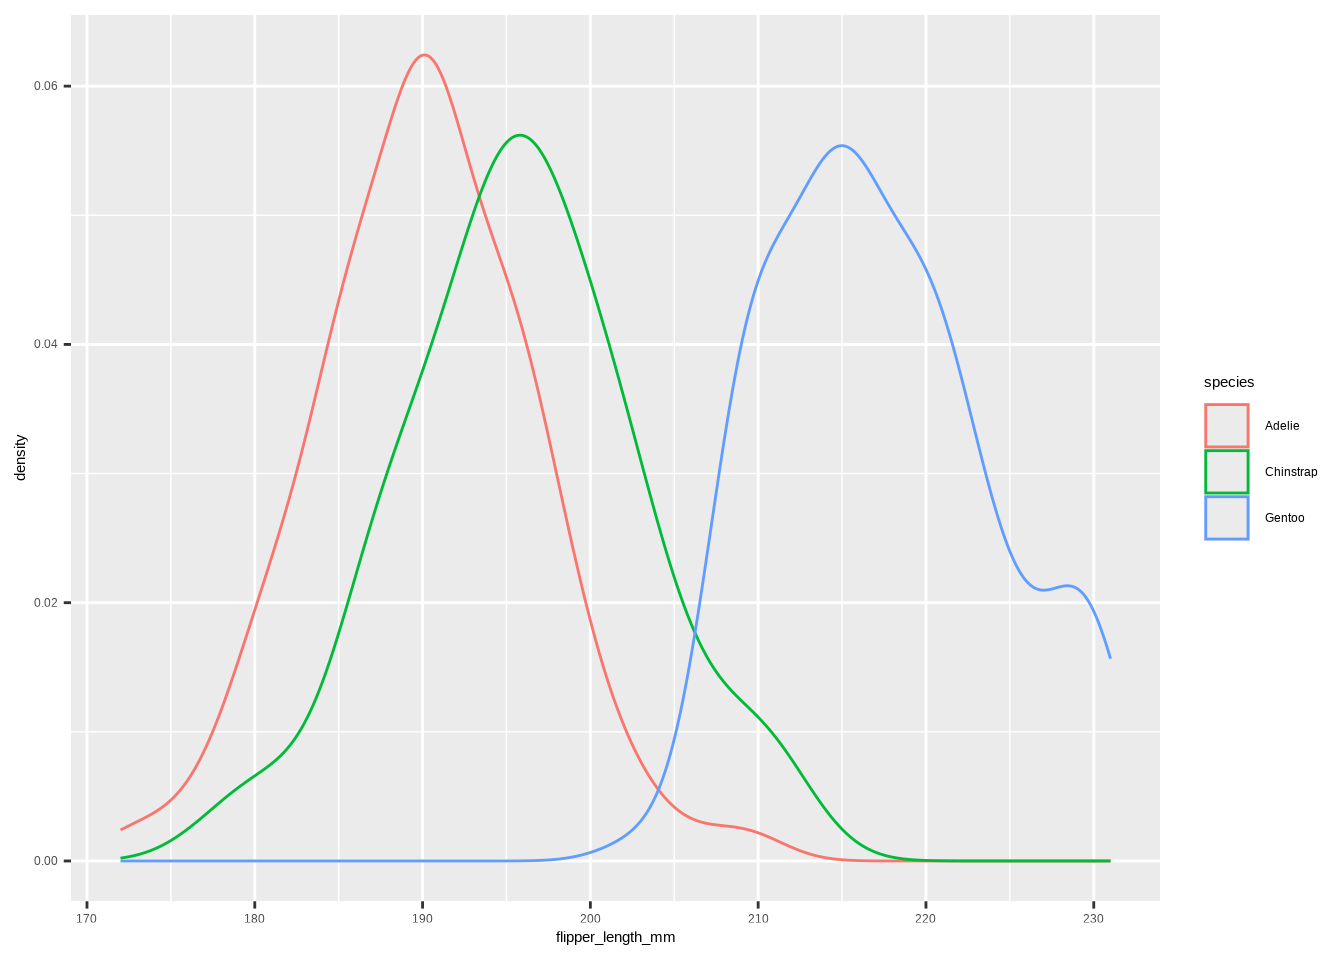 0.06
0.04
0.02
0.00
density
170 180 190 200 210 220 230
flipper_length_mm
species
Adelie
Chinstrap
Gentoo